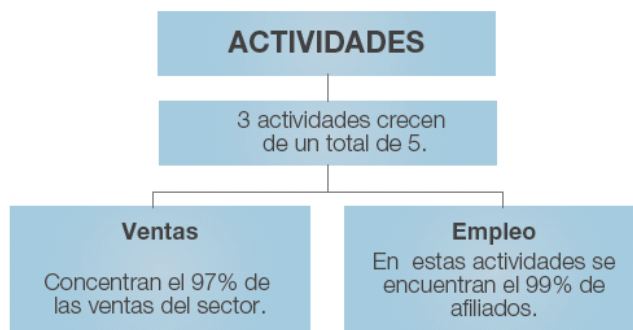 ACTIVIDADES
3 actividades crecen
de un total de 5.
Ventas
Concentran el 97% de
las ventas del sector.
Empleo
En estas actividades se
encuentran el 99% de
afiliados.